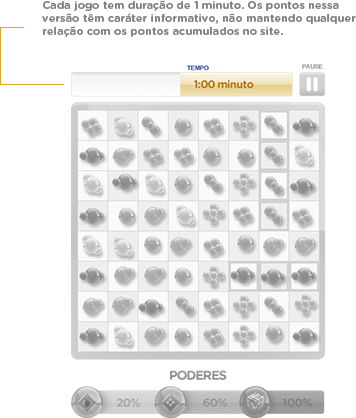 Cada jogo tem duração de 1 minuto. Os pontos nessa
versão têm caráter informativo, não mantendo qualquer
relação com os pontos acumulados no site.
TEMPO
PAUSE
1:00 minuto
PODERES
20%
60%
100%